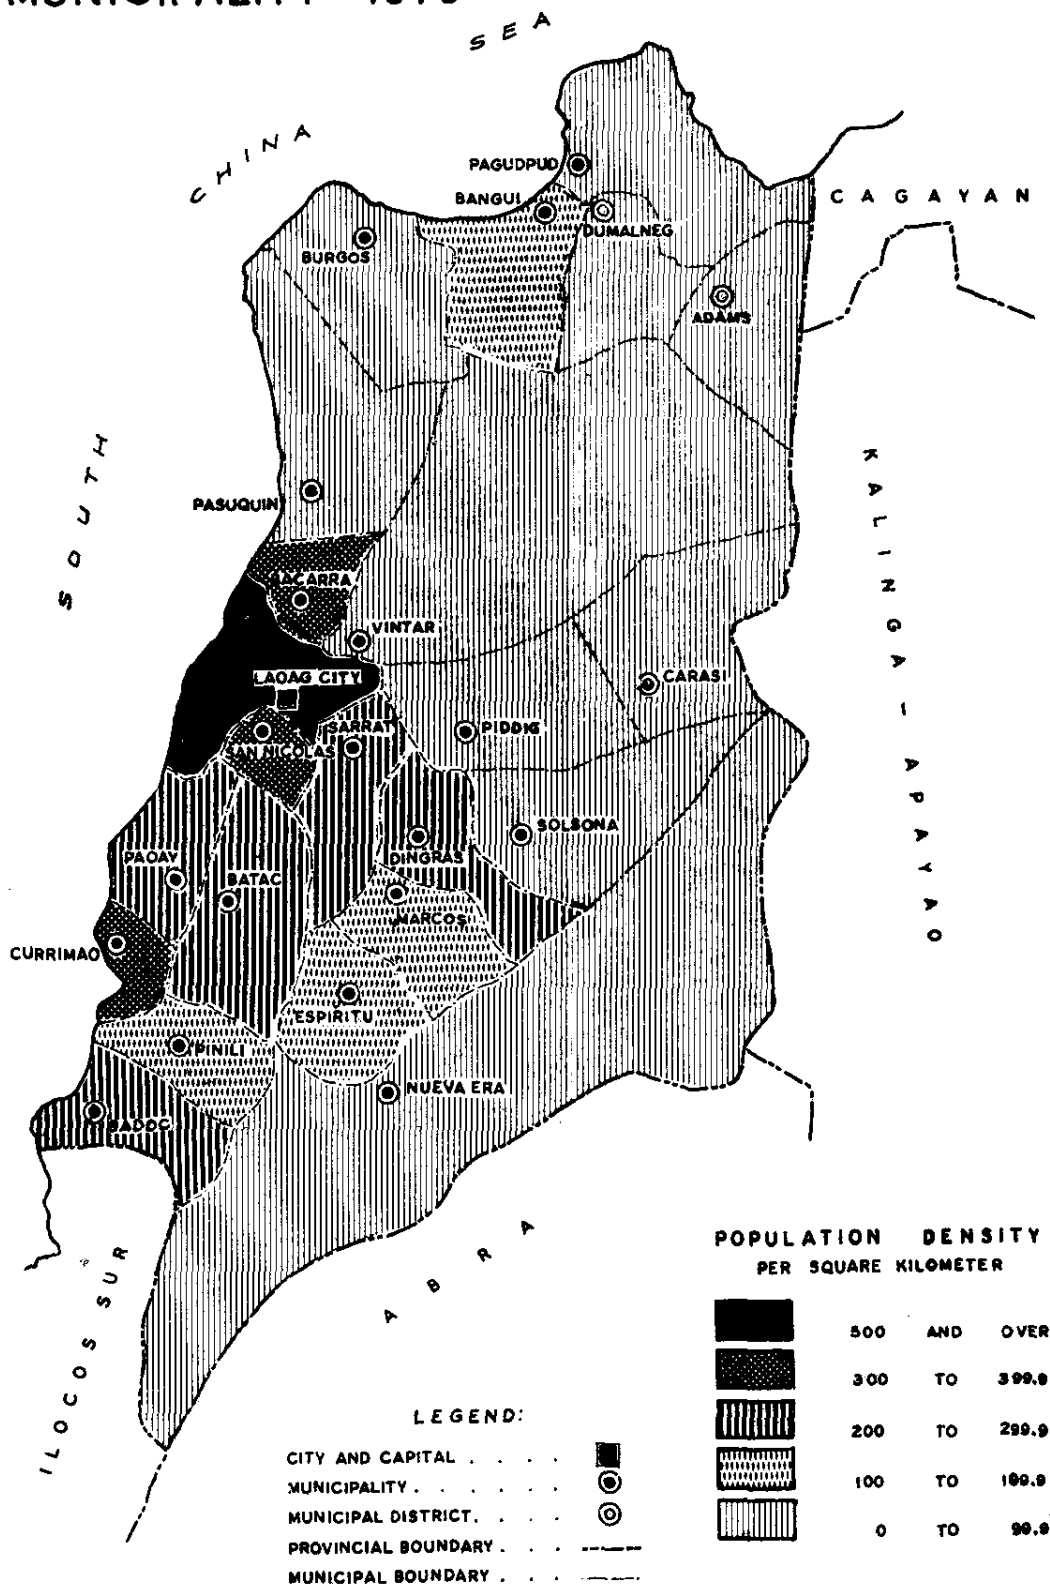 SEA
CHINA
SOUTH
PAGUDPUD
BANGUI
DUMALNEG
CAGAYAN
BURGOS
ADAMS
KALINGA - APAYAO
PASUQUIN
BACARRA
VINTAR
LAOAG CITY
CARASI
SARRAT
PIDDIG
SAN NICOLAS
SOLSONA
PAOAY
BATAC
DINGRAS
MARCOS
CURRIMAO
ESPIRITU
PINILI
NUEVA ERA
BADOC
ABRA
ILOCOS SUR
POPULATION DENSITY
PER SQUARE KILOMETER
500 AND OVER
300 TO 399.9
200 TO 299.9
100 TO 199.9
0 TO 99.9
LEGEND:
CITY AND CAPITAL . . . .
MUNICIPALITY . . . . . .
MUNICIPAL DISTRICT. . . .
PROVINCIAL BOUNDARY . . .
MUNICIPAL BOUNDARY . . .